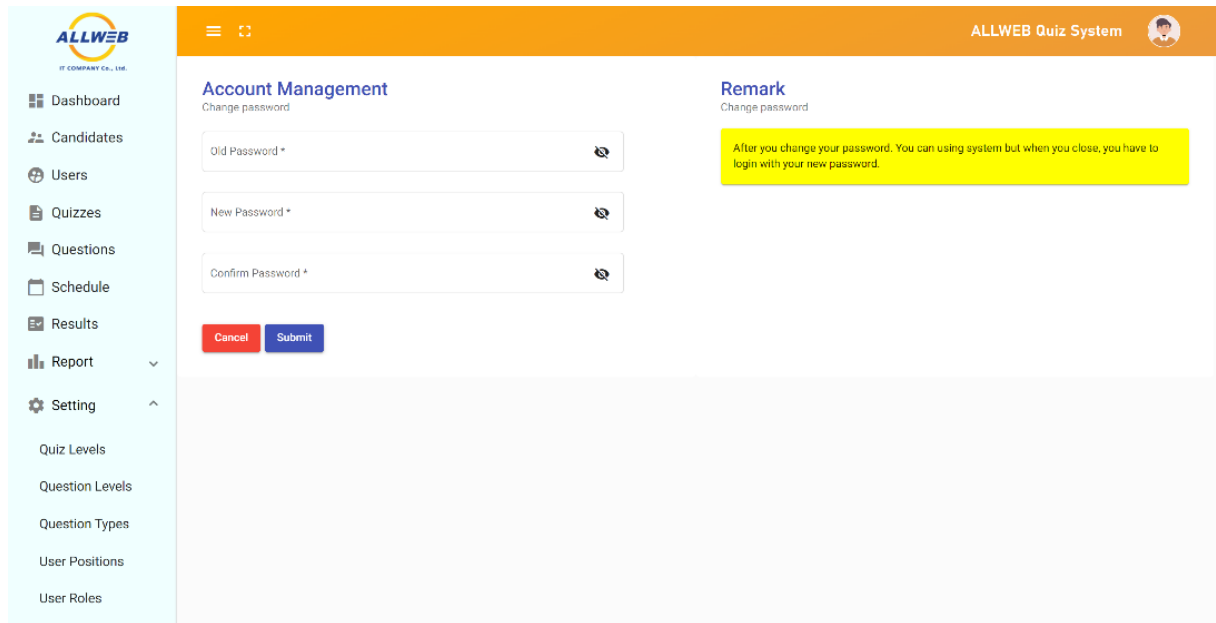 ALLWEB
IT COMPANY Co., Ltd.
Dashboard
Candidates
Users
Quizzes
Questions
Schedule
Results
Report
Setting
Quiz Levels
Question Levels
Question Types
User Positions
User Roles
ALLWEB Quiz System
Account Management
Change password
Old Password *
New Password *
Confirm Password *
Cancel
Submit
Remark
Change password
After you change your password. You can using system but when you close, you have to
login with your new password.